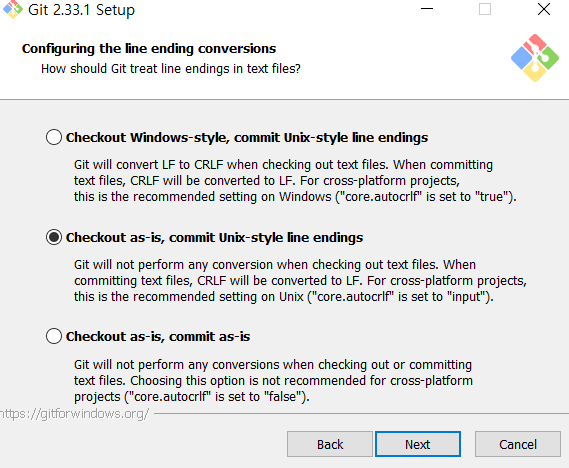 Git 2.33.1 Setup
Configuring the line ending conversions
How should Git treat line endings in text files?
Checkout Windows-style, commit Unix-style line endings
Git will convert LF to CRLF when checking out text files. When committing
text files, CRLF will be converted to LF. For cross-platform projects,
this is the recommended setting on Windows ("core.autocrlf" is set to "true").
Checkout as-is, commit Unix-style line endings
Git will not perform any conversion when checking out text files. When
committing text files, CRLF will be converted to LF. For cross-platform projects,
this is the recommended setting on Unix ("core.autocrlf" is set to "input").
Checkout as-is, commit as-is
Git will not perform any conversions when checking out or committing
text files. Choosing this option is not recommended for cross-platform
projects ("core.autocrlf" is set to "false").
https://gitforwindows.org/
Back Next Cancel